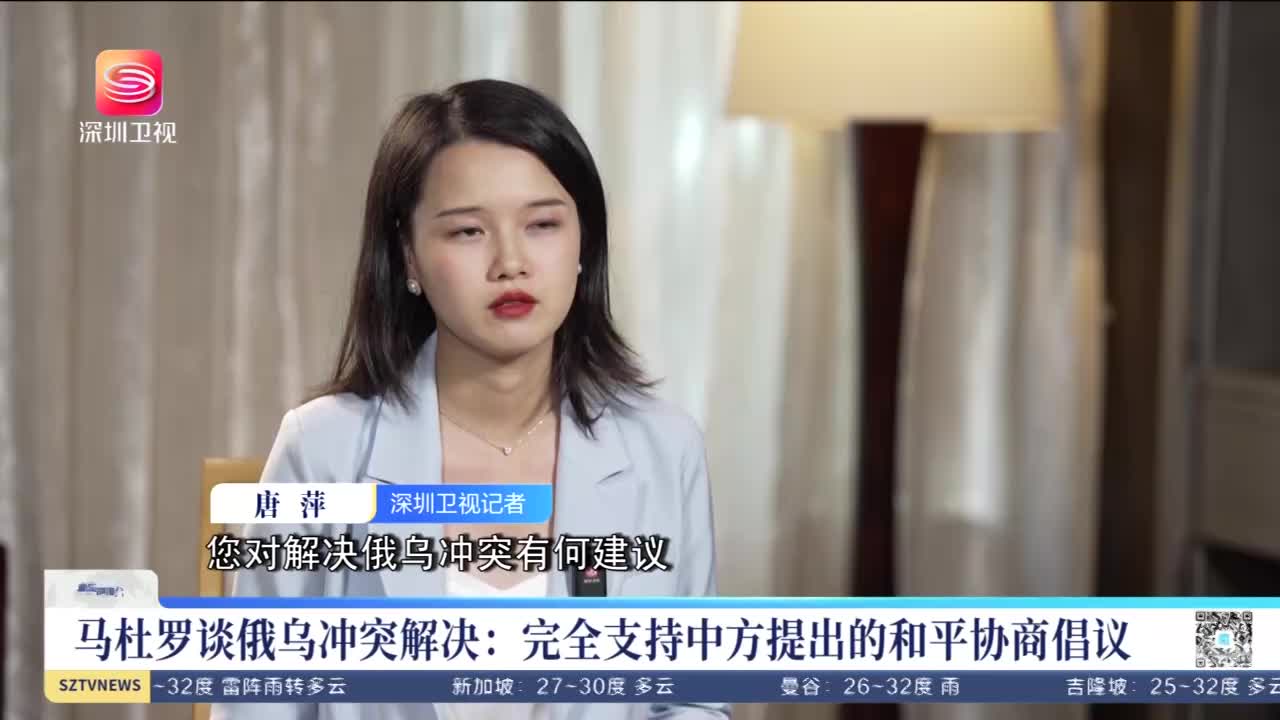 深圳卫视
唐萍
深圳卫视记者
您对解决俄乌冲突有何建议
马杜罗谈俄乌冲突解决：完全支持中方提出的和平协商倡议
SZTVNEWS
~32度 雷阵雨转多云 新加坡：27~30度 多云 曼谷：26~32度 雨 吉隆坡：25~32度 多云